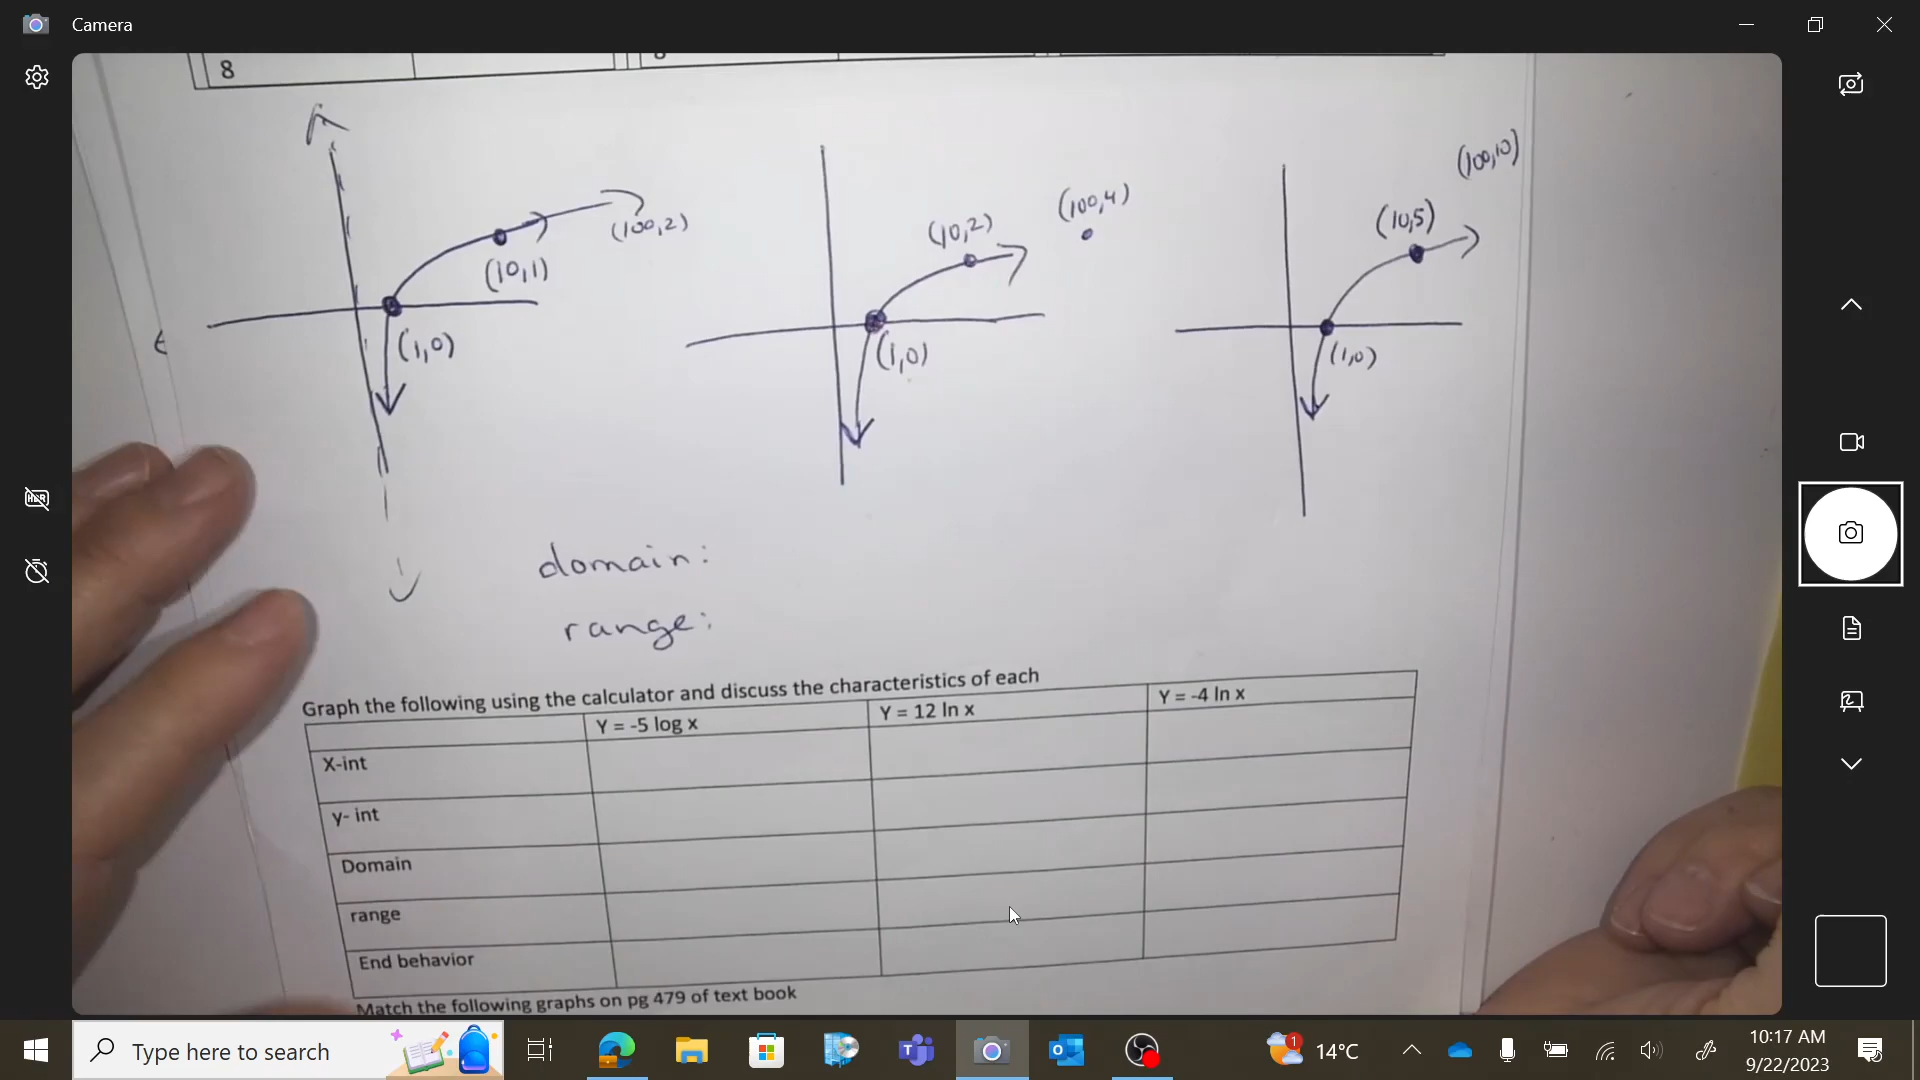 Camera
8
(100,2)
(10,1)
(1,0)
(10,2)
(100,4)
(1,0)
(100,10)
(10,5)
(1,0)
domain:
range:
Graph the following using the calculator and discuss the characteristics of each
Y = -5 log x
Y = 12 ln x
Y = -4 ln x
X-int
y- int
Domain
range
End behavior
Match the following graphs on pg 479 of text book
Type here to search
1
14°C
10:17 AM
9/22/2023